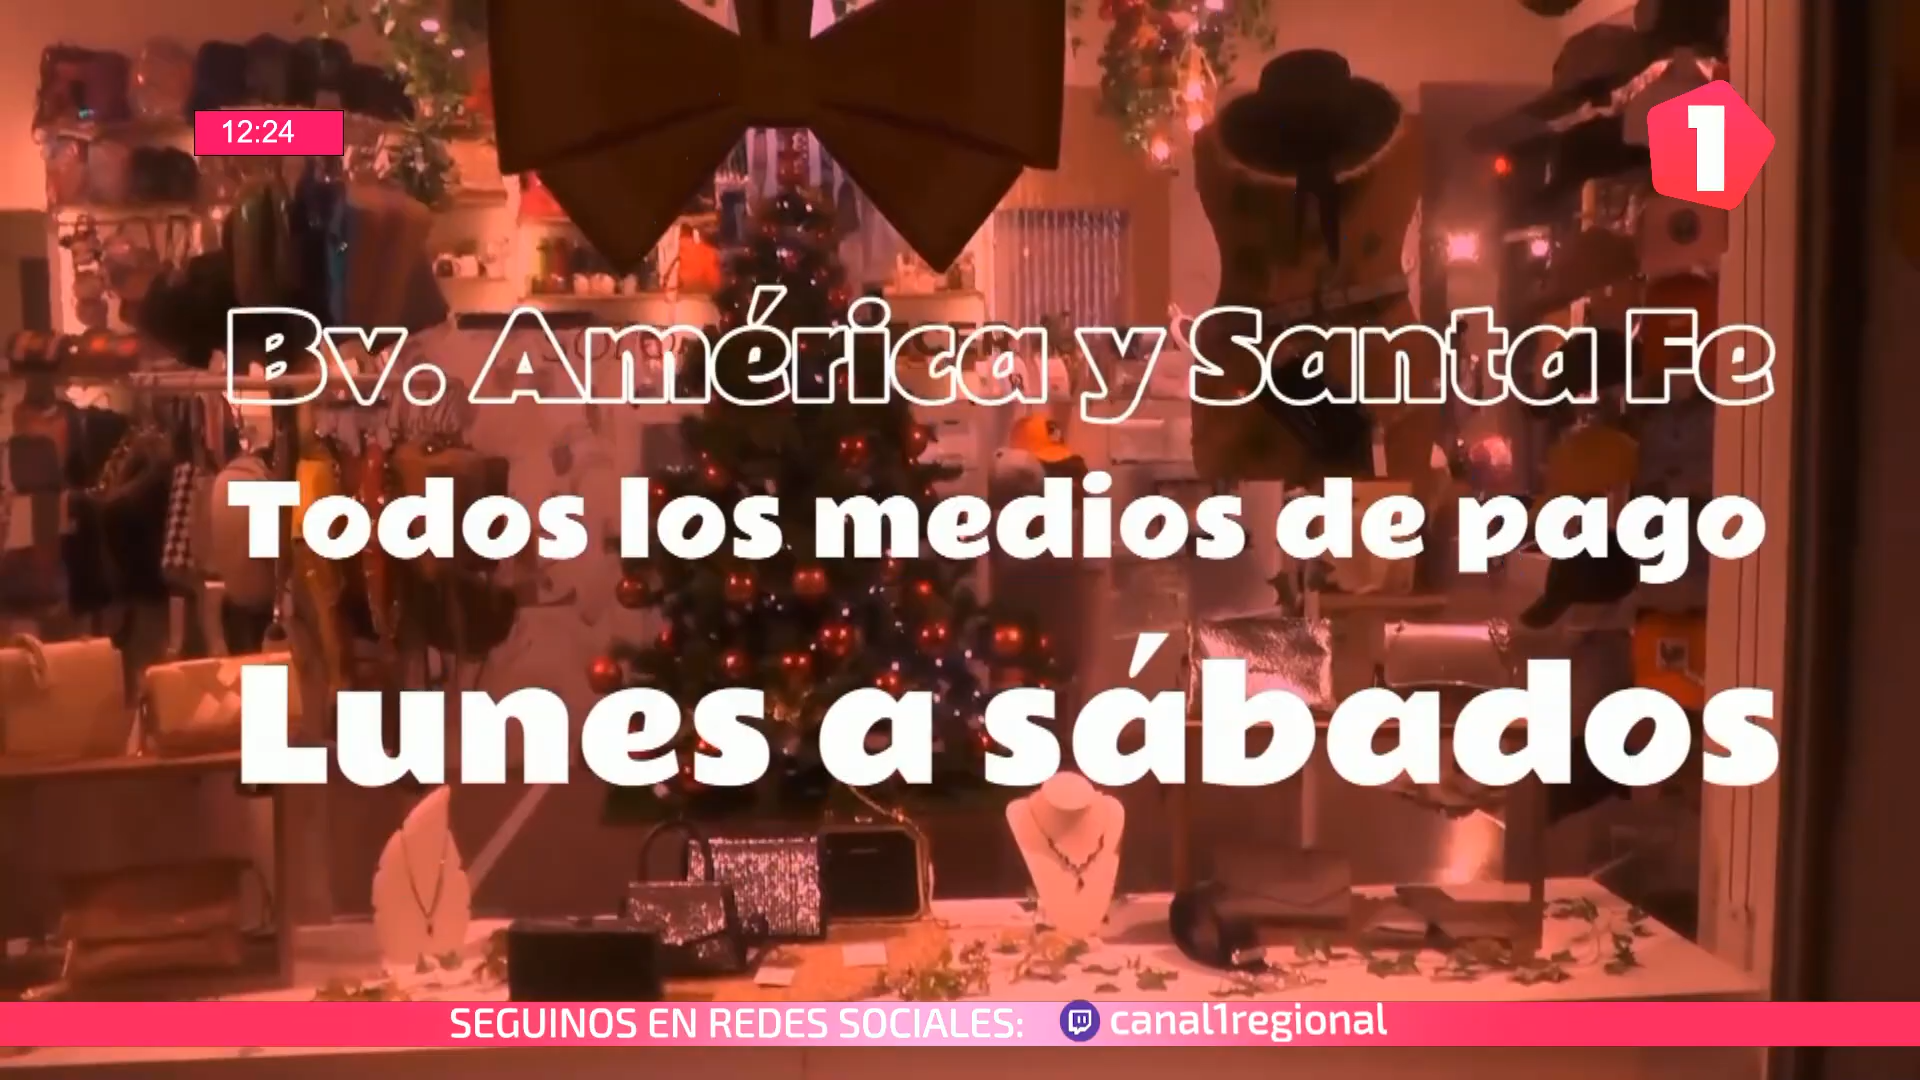 12:24
1
Bv. América y Santa Fe
Todos los medios de pago
Lunes a sábados
SEGUINOS EN REDES SOCIALES: canal1regional